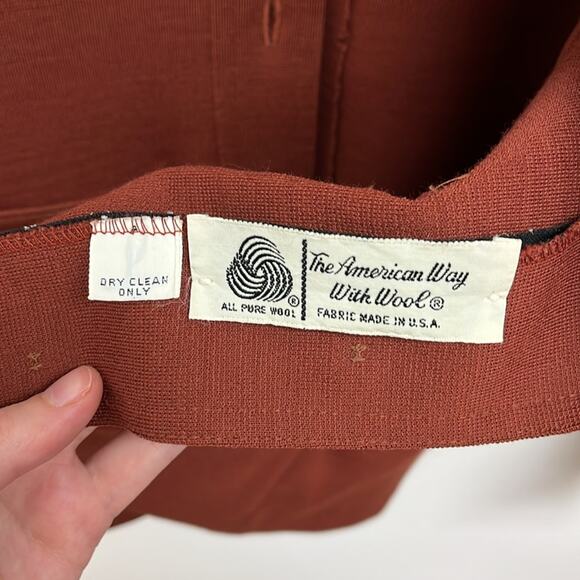 A
DRY CLEAN
ONLY
ALL PURE WOOL ®
The American Way
With Wool ®
FABRIC MADE IN U.S.A.